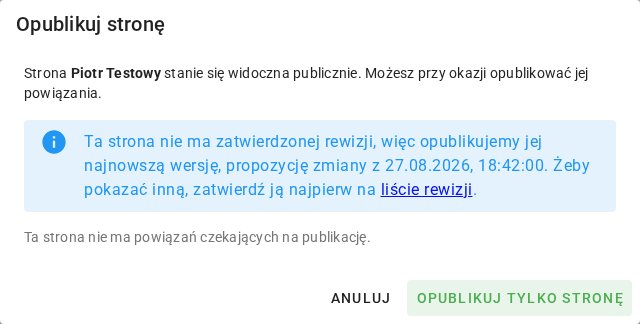 Opublikuj stronę
Strona Piotr Testowy stanie się widoczna publicznie. Możesz przy okazji opublikować jej
powiązania.
Ta strona nie ma zatwierdzonej rewizji, więc opublikujemy jej
najnowszą wersję, propozycję zmiany z 27.08.2026, 18:42:00. Żeby
pokazać inną, zatwierdź ją najpierw na liście rewizji.
Ta strona nie ma powiązań czekających na publikację.
ANULUJ OPUBLIKUJ TYLKO STRONĘ